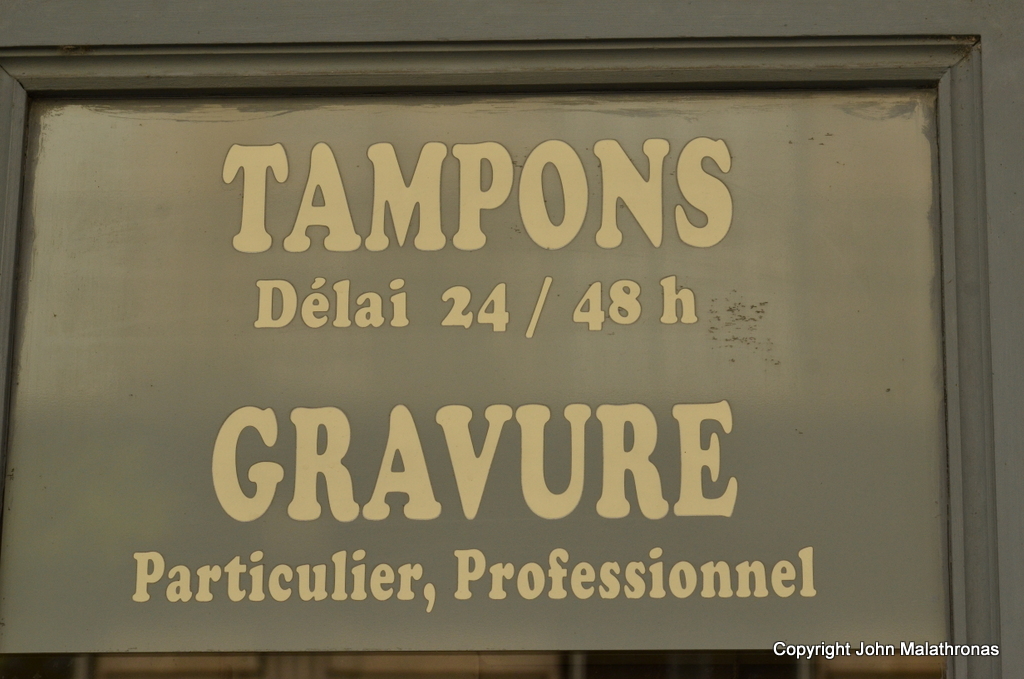 TAMPONS
Délai 24 / 48 h
GRAVURE
Particulier, Professionnel
Copyright John Malathronas